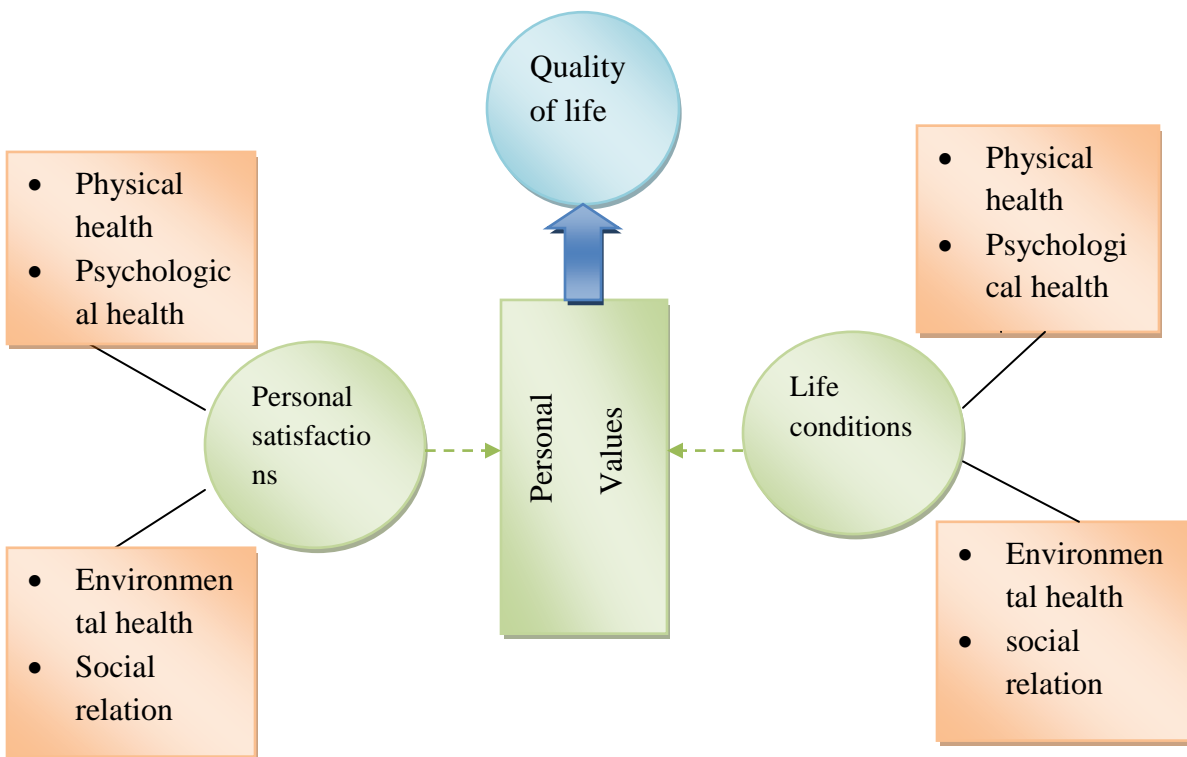 Quality
of life
• Physical
health
• Psychologic
al health
• Physical
health
• Psychologi
cal health
Personal
satisfactio
ns
Personal
Values
Life
conditions
• Environmen
tal health
• Social
relation
• Environmen
tal health
• social
relation